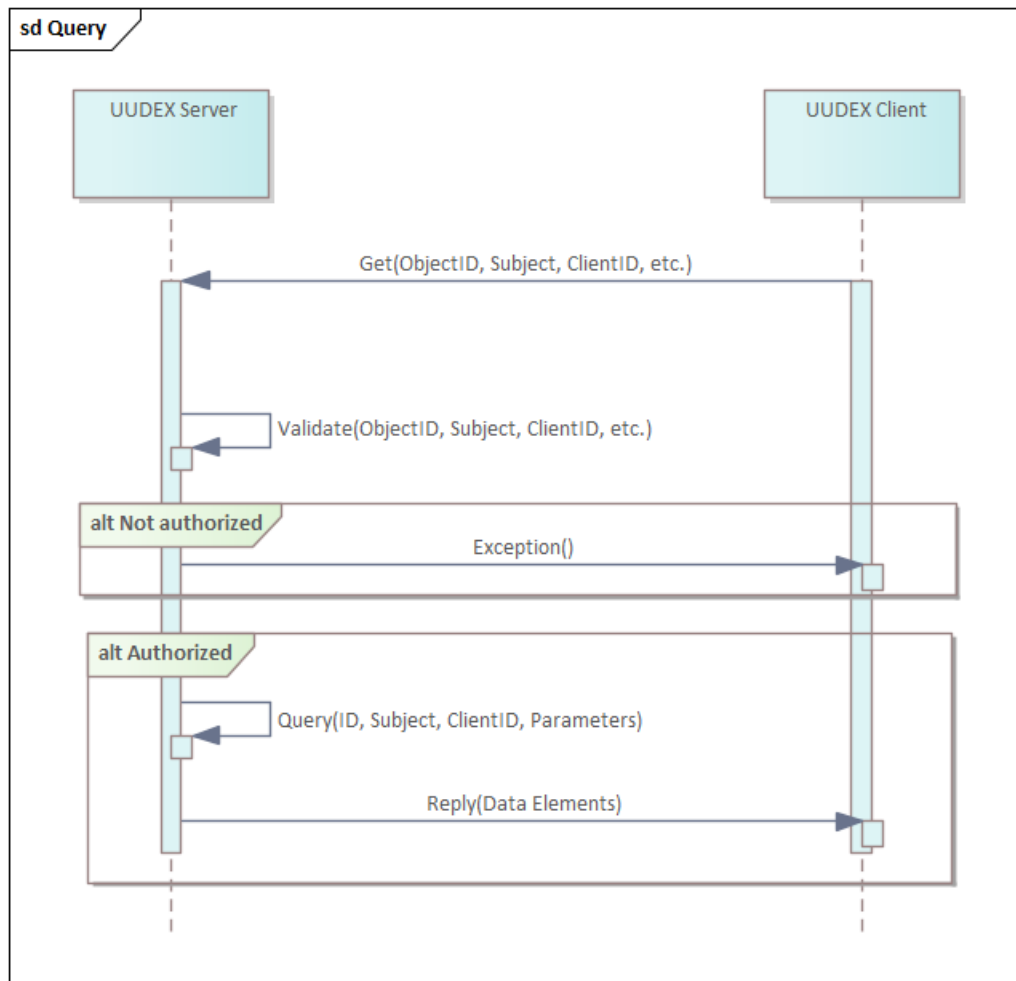 sd Query
UUDEX Server
UUDEX Client
Get(ObjectID, Subject, ClientID, etc.)
Validate(ObjectID, Subject, ClientID, etc.)
alt Not authorized
Exception()
alt Authorized
Query(ID, Subject, ClientID, Parameters)
Reply(Data Elements)